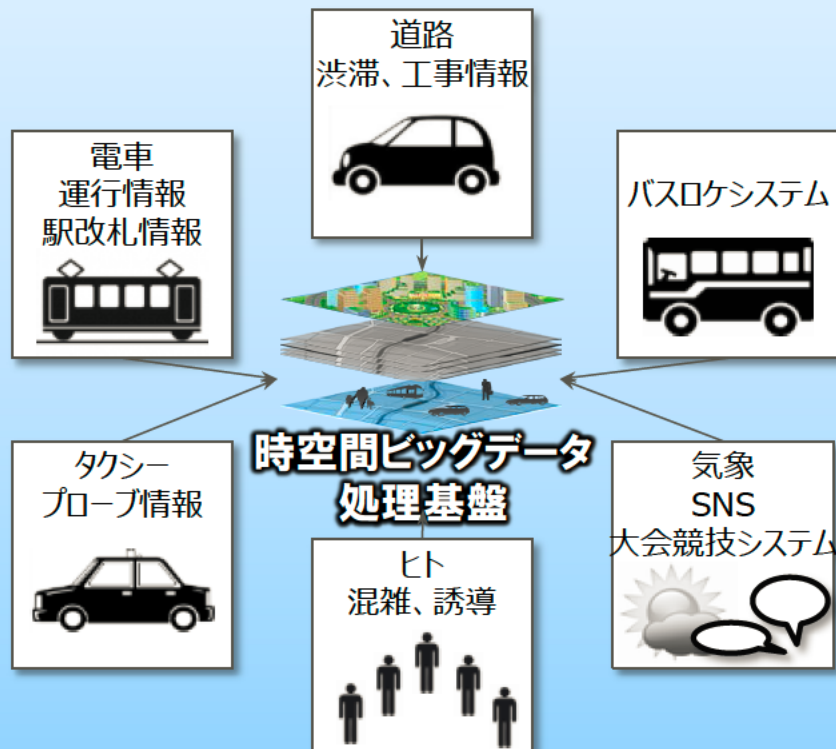 道路
渋滞、工事情報
電車
運行情報
駅改札情報
バスロケシステム
時空間ビッグデータ
処理基盤
タクシー
プローブ情報
気象
SNS
大会競技システム
ヒト
混雑、誘導